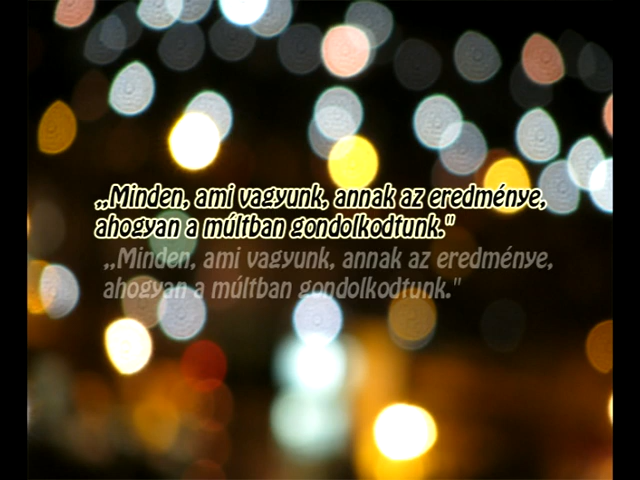 „Minden, ami vagyunk, annak az eredménye,
ahogyan a múltban gondolkodtunk."
„Minden, ami vagyunk, annak az eredménye,
ahogyan a múltban gondolkodtunk."